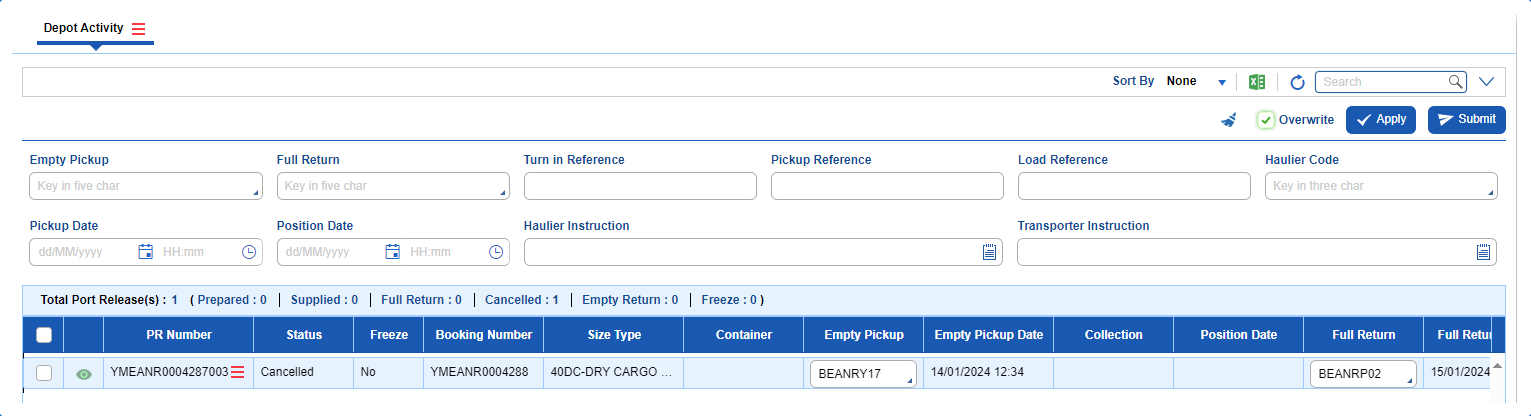 Depot Activity
Sort By None Search
Overwrite Apply Submit
Empty Pickup Full Return Turn in Reference Pickup Reference Load Reference Haulier Code
Key in five char Key in five char Key in three char
Pickup Date Position Date Haulier Instruction Transporter Instruction
dd/MM/yyyy HH:mm dd/MM/yyyy HH:mm
Total Port Release(s) : 1 ( Prepared : 0 | Supplied : 0 | Full Return : 0 | Cancelled : 1 | Empty Return : 0 | Freeze : 0 )
PR Number Status Freeze Booking Number Size Type Container Empty Pickup Empty Pickup Date Collection Position Date Full Return Full Retur
YMEANR0004287003 Cancelled No YMEANR0004288 40DC-DRY CARGO ... BEANRY17 14/01/2024 12:34 BEANRP02 15/01/2024